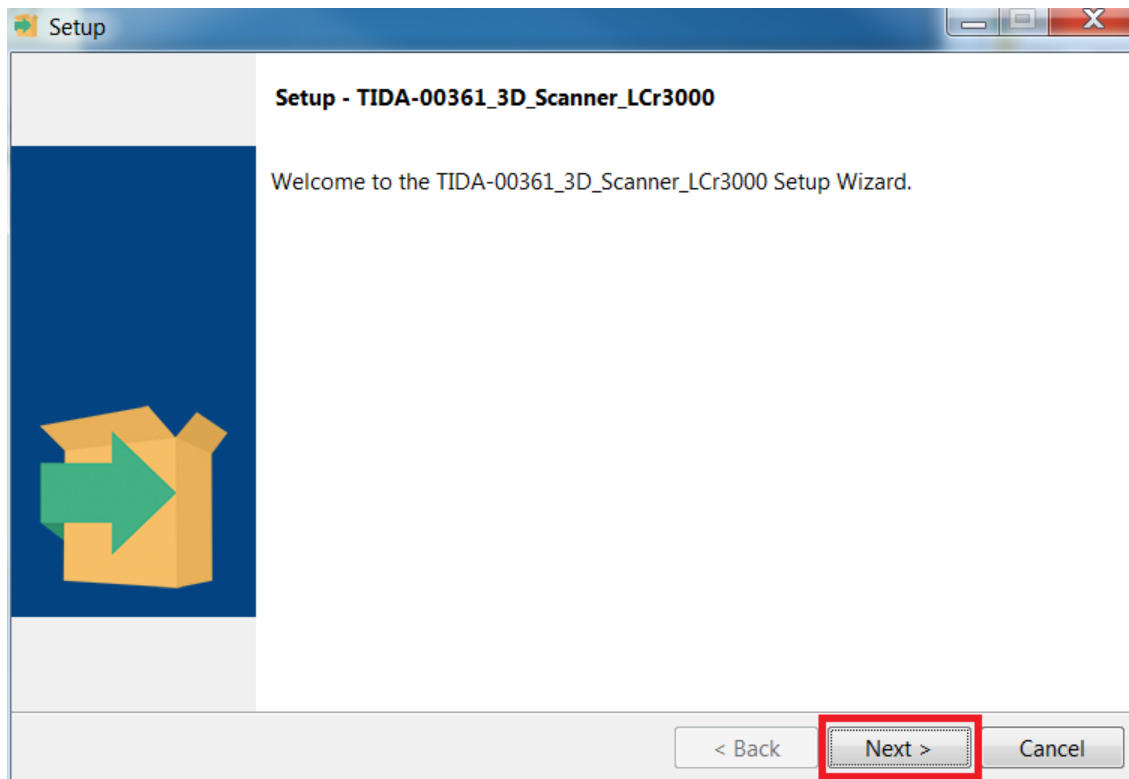 Setup
Setup - TIDA-00361_3D_Scanner_LCr3000
Welcome to the TIDA-00361_3D_Scanner_LCr3000 Setup Wizard.
< Back Next > Cancel